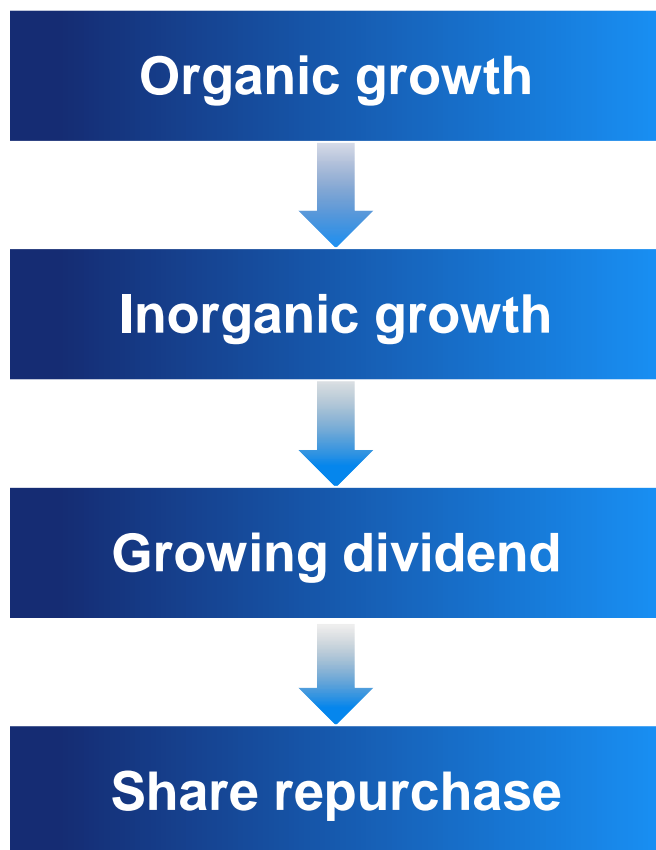 Organic growth
Inorganic growth
Growing dividend
Share repurchase